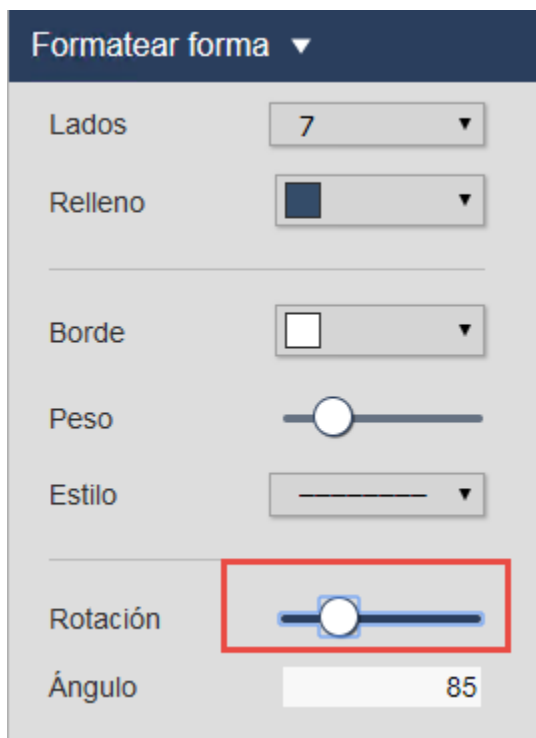 Formatear forma
Lados 7
Relleno
Borde
Peso
Estilo
Rotación
Ángulo 85